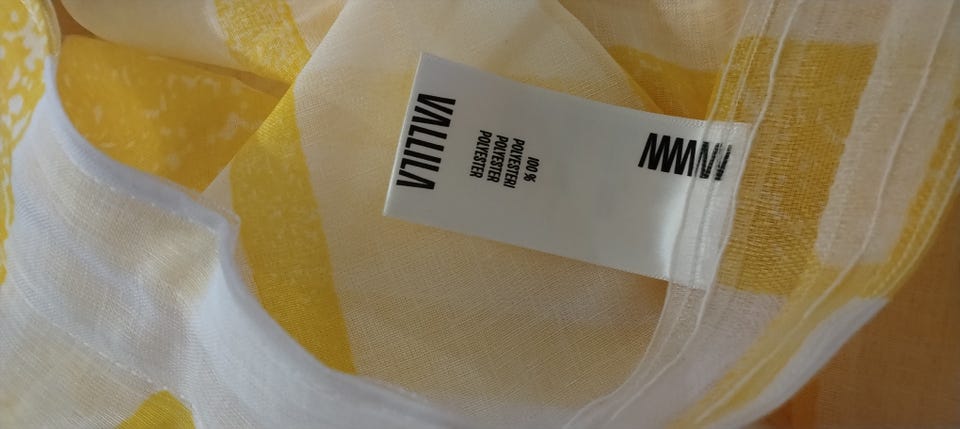 100 %
POLYESTERI
POLYESTER
POLYESTER
VALLILA